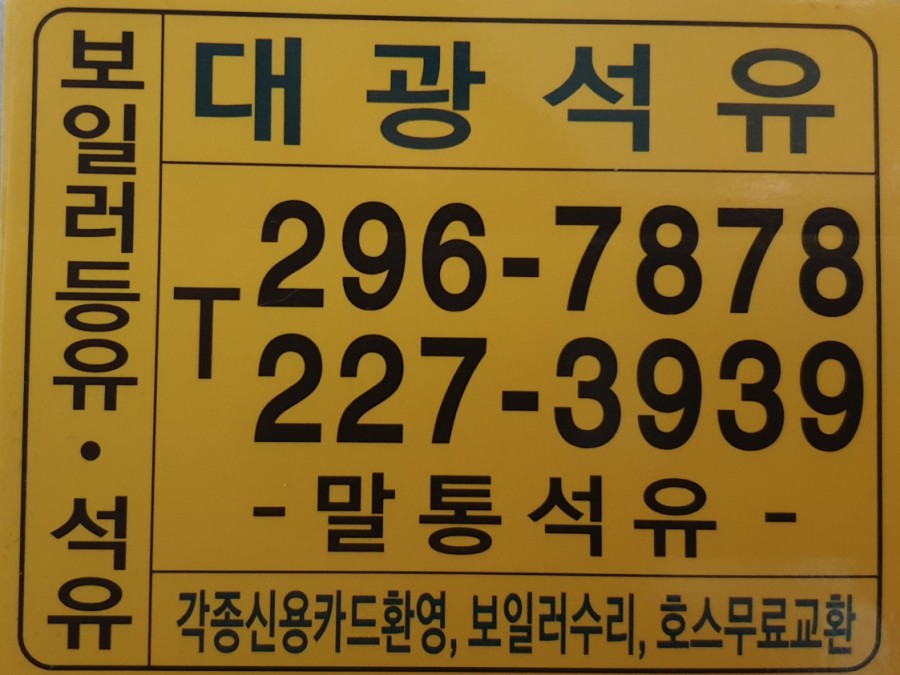 보일러등유·석유
대광석유
T 296-7878
227-3939
- 말통석유 -
각종신용카드환영, 보일러수리, 호스무료교환